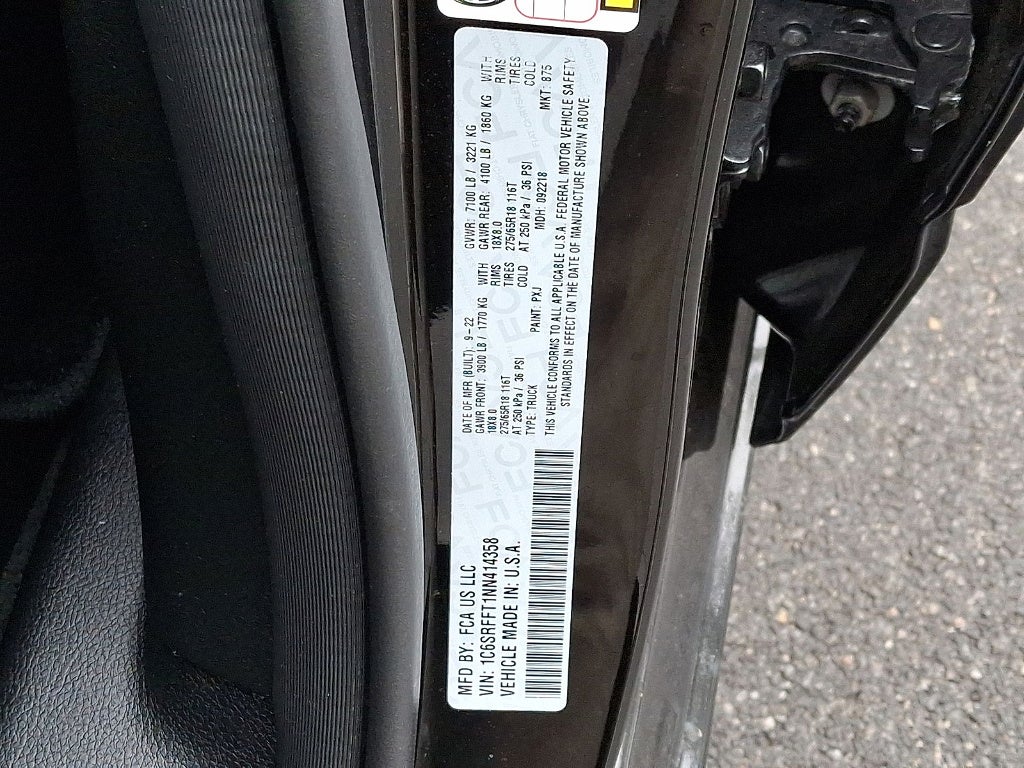 MFD BY: FCA US LLC
VIN: 1C6SRFFT1NN414358
VEHICLE MADE IN: U.S.A.
DATE OF MFR (BUILT): 9-22 GVWR: 7100 LB / 3221 KG
GAWR FRONT: 3900 LB / 1770 KG WITH GAWR REAR: 4100 LB / 1860 KG WITH
18X8.0 RIMS 18X8.0 RIMS
275/65R18 116T TIRES 275/65R18 116T TIRES
AT 250 kPa / 36 PSI COLD AT 250 kPa / 36 PSI COLD
TYPE: TRUCK PAINT: PXJ MDH: 092218 MKT: 875
THIS VEHICLE CONFORMS TO ALL APPLICABLE U.S.A. FEDERAL MOTOR VEHICLE SAFETY
STANDARDS IN EFFECT ON THE DATE OF MANUFACTURE SHOWN ABOVE.